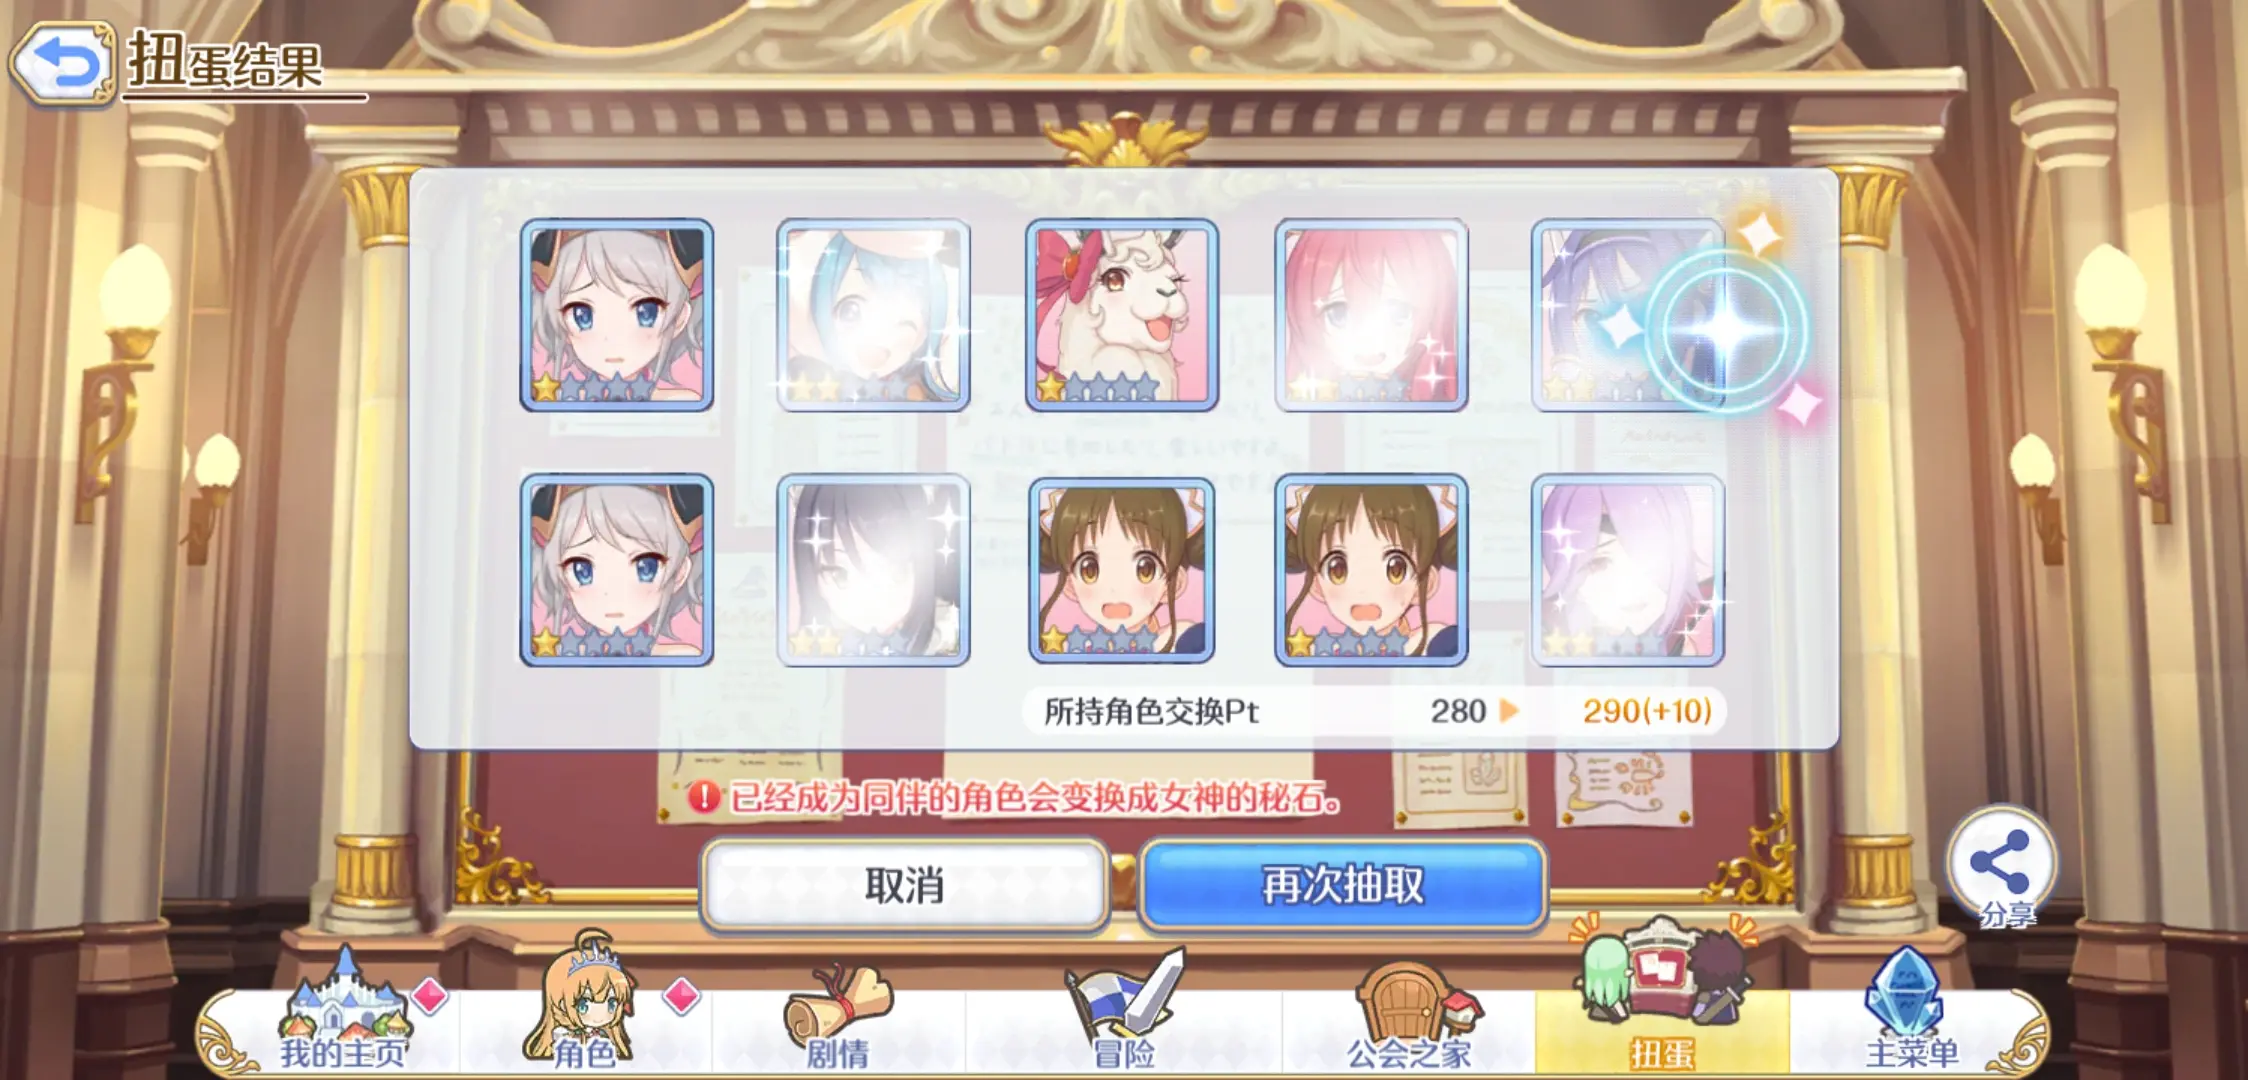 扭蛋结果
所持角色交换Pt 280 290(+10)
已经成为同伴的角色会变换成女神的秘石。
取消
再次抽取
分享
我的主页
角色
剧情
冒险
公会之家
扭蛋
主菜单